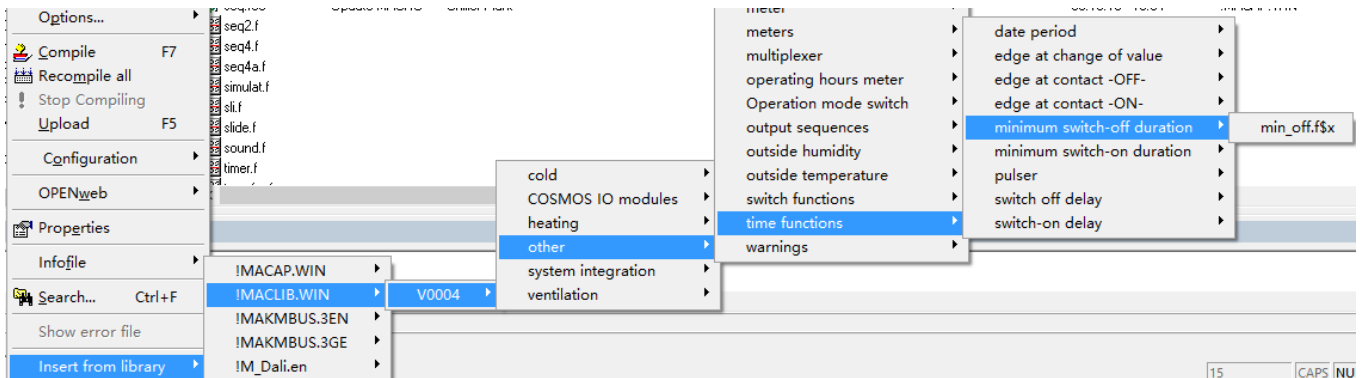 Options...
Compile F7
Recompile all
Stop Compiling
Upload F5
Configuration
OPENweb
Properties
Infofile
Search... Ctrl+F
Show error file
Insert from library
seq2.f
seq4.f
seq4a.f
simulat.f
sli.f
slide.f
sound.f
timer.f
!MACAP.WIN
!MACLIB.WIN
!MAKMBUS.3EN
!MAKMBUS.3GE
!M_Dali.en
V0004
cold
COSMOS IO modules
heating
other
system integration
ventilation
meter
meters
multiplexer
operating hours meter
Operation mode switch
output sequences
outside humidity
outside temperature
switch functions
time functions
warnings
date period
edge at change of value
edge at contact -OFF-
edge at contact -ON-
minimum switch-off duration
minimum switch-on duration
pulser
switch off delay
switch-on delay
min_off.f$x
15 CAPS NU